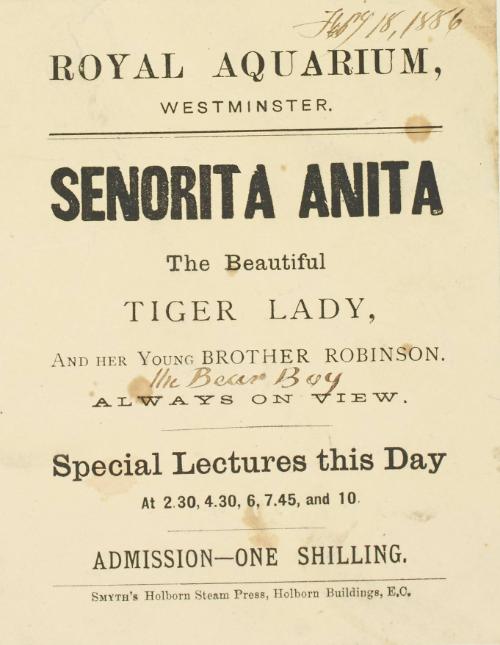 Feby 18, 1886
ROYAL AQUARIUM,
WESTMINSTER.
SENORITA ANITA
The Beautiful
TIGER LADY,
AND HER YOUNG BROTHER ROBINSON.
The Bear Boy
ALWAYS ON VIEW.
Special Lectures this Day
At 2.30, 4.30, 6, 7.45, and 10.
ADMISSION—ONE SHILLING.
SMYTH'S Holborn Steam Press, Holborn Buildings, E.C.